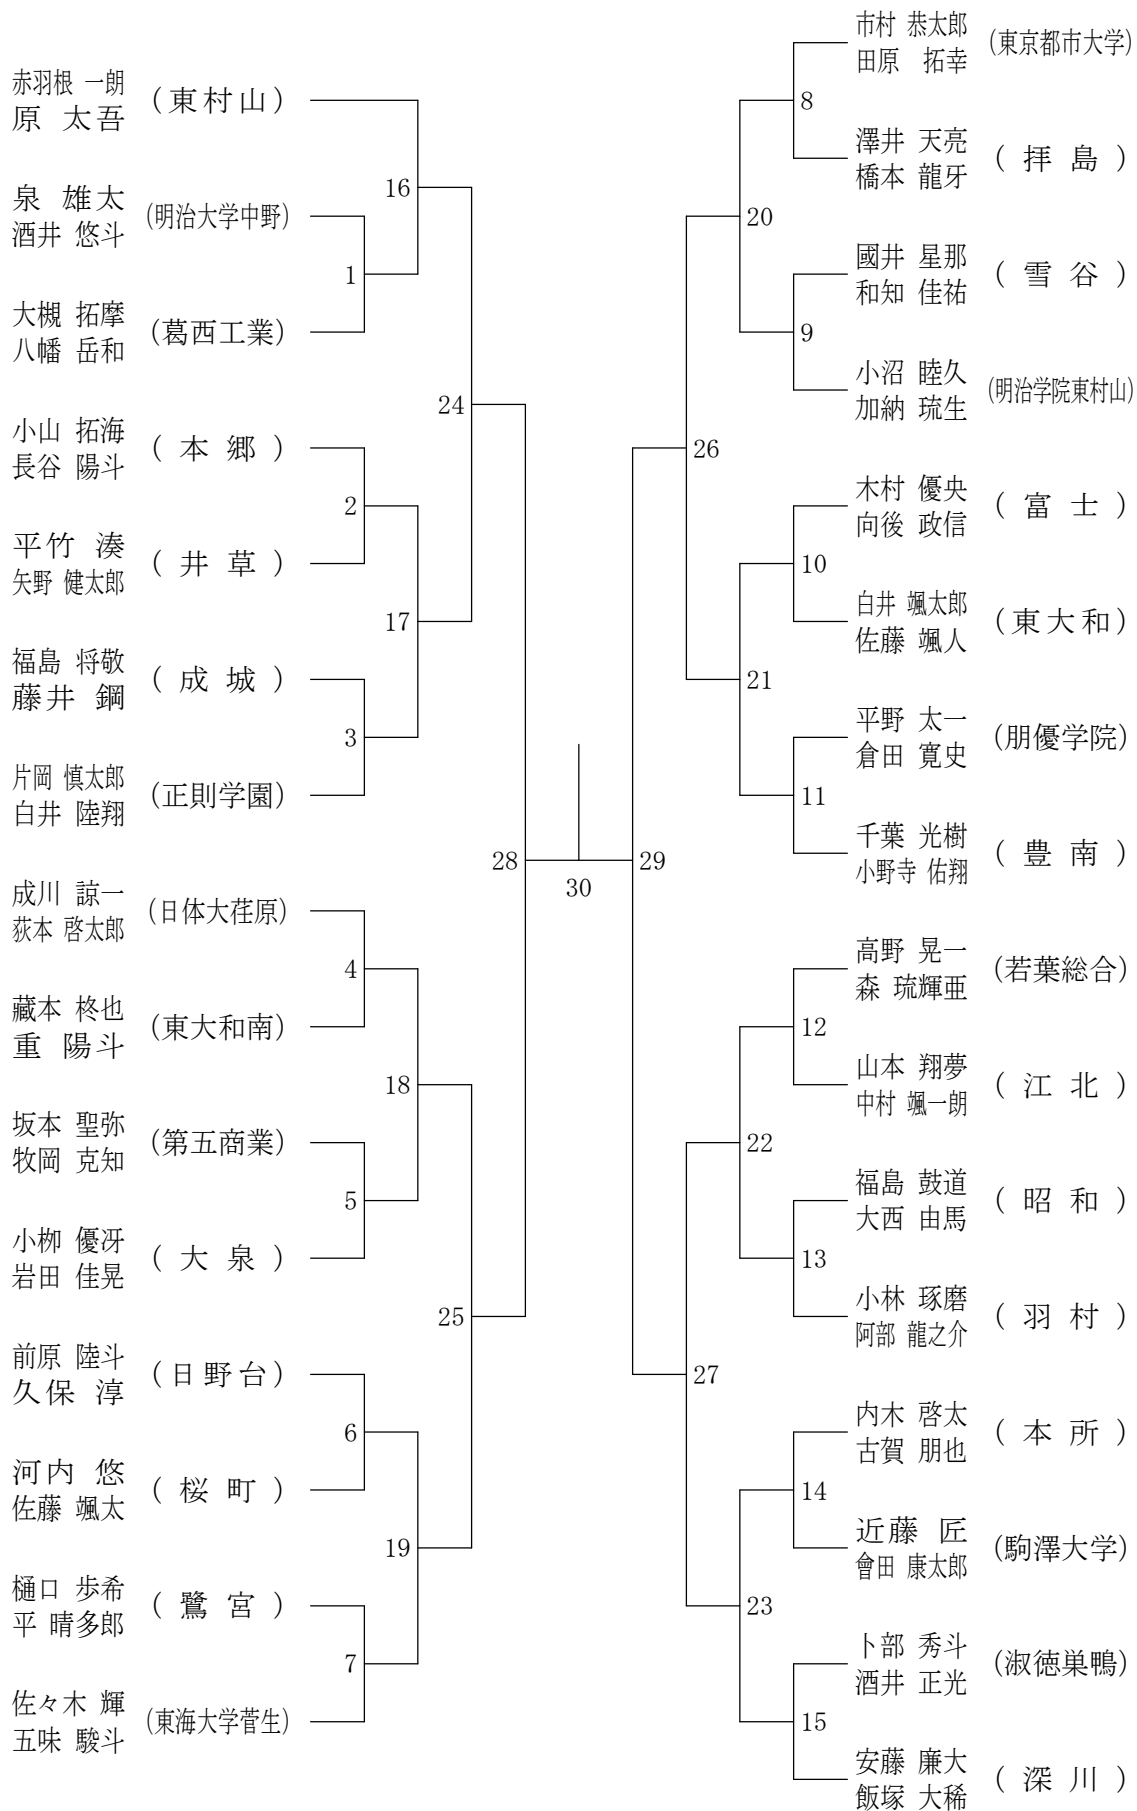 赤羽根 一朗
原 太吾
(東村山)
泉 雄太
酒井 悠斗
(明治大学中野)
大槻 拓摩
八幡 岳和
(葛西工業)
小山 拓海
長谷 陽斗
(本郷)
平竹 湊
矢野 健太郎
(井草)
福島 将敬
藤井 鋼
(成城)
片岡 慎太郎
白井 陸翔
(正則学園)
成川 諒一
荻本 啓太郎
(日体大荏原)
藏本 柊也
重 陽斗
(東大和南)
坂本 聖弥
牧岡 克知
(第五商業)
小栁 優冴
岩田 佳晃
(大泉)
前原 陸斗
久保 淳
(日野台)
河内 悠
佐藤 颯太
(桜町)
樋口 歩希
平 晴多郎
(鷺宮)
佐々木 輝
五味 駿斗
(東海大学菅生)
1
2
3
4
5
6
7
16
17
18
19
24
25
28
30
29
26
27
20
21
22
23
8
9
10
11
12
13
14
15
市村 恭太郎
田原 拓幸
(東京都市大学)
澤井 天亮
橋本 龍牙
(拝島)
國井 星那
和知 佳祐
(雪谷)
小沼 睦久
加納 琉生
(明治学院東村山)
木村 優央
向後 政信
(富士)
白井 颯太郎
佐藤 颯人
(東大和)
平野 太一
倉田 寛史
(朋優学院)
千葉 光樹
小野寺 佑翔
(豊南)
高野 晃一
森 琉輝亜
(若葉総合)
山本 翔夢
中村 颯一朗
(江北)
福島 鼓道
大西 由馬
(昭和)
小林 琢磨
阿部 龍之介
(羽村)
内木 啓太
古賀 朋也
(本所)
近藤 匠
會田 康太郎
(駒澤大学)
卜部 秀斗
酒井 正光
(淑徳巣鴨)
安藤 廉大
飯塚 大稀
(深川)